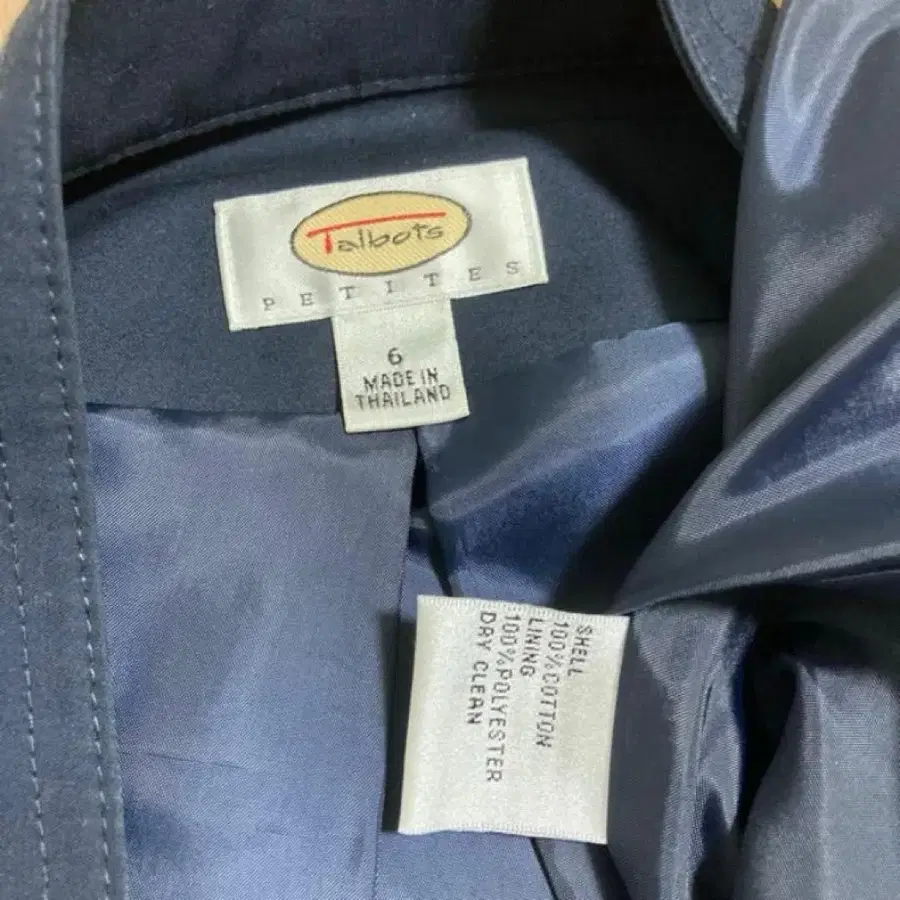 Talbots
PETITES
6
MADE IN
THAILAND
SHELL
100%COTTON
LINING
100%POLYESTER
DRY CLEAN